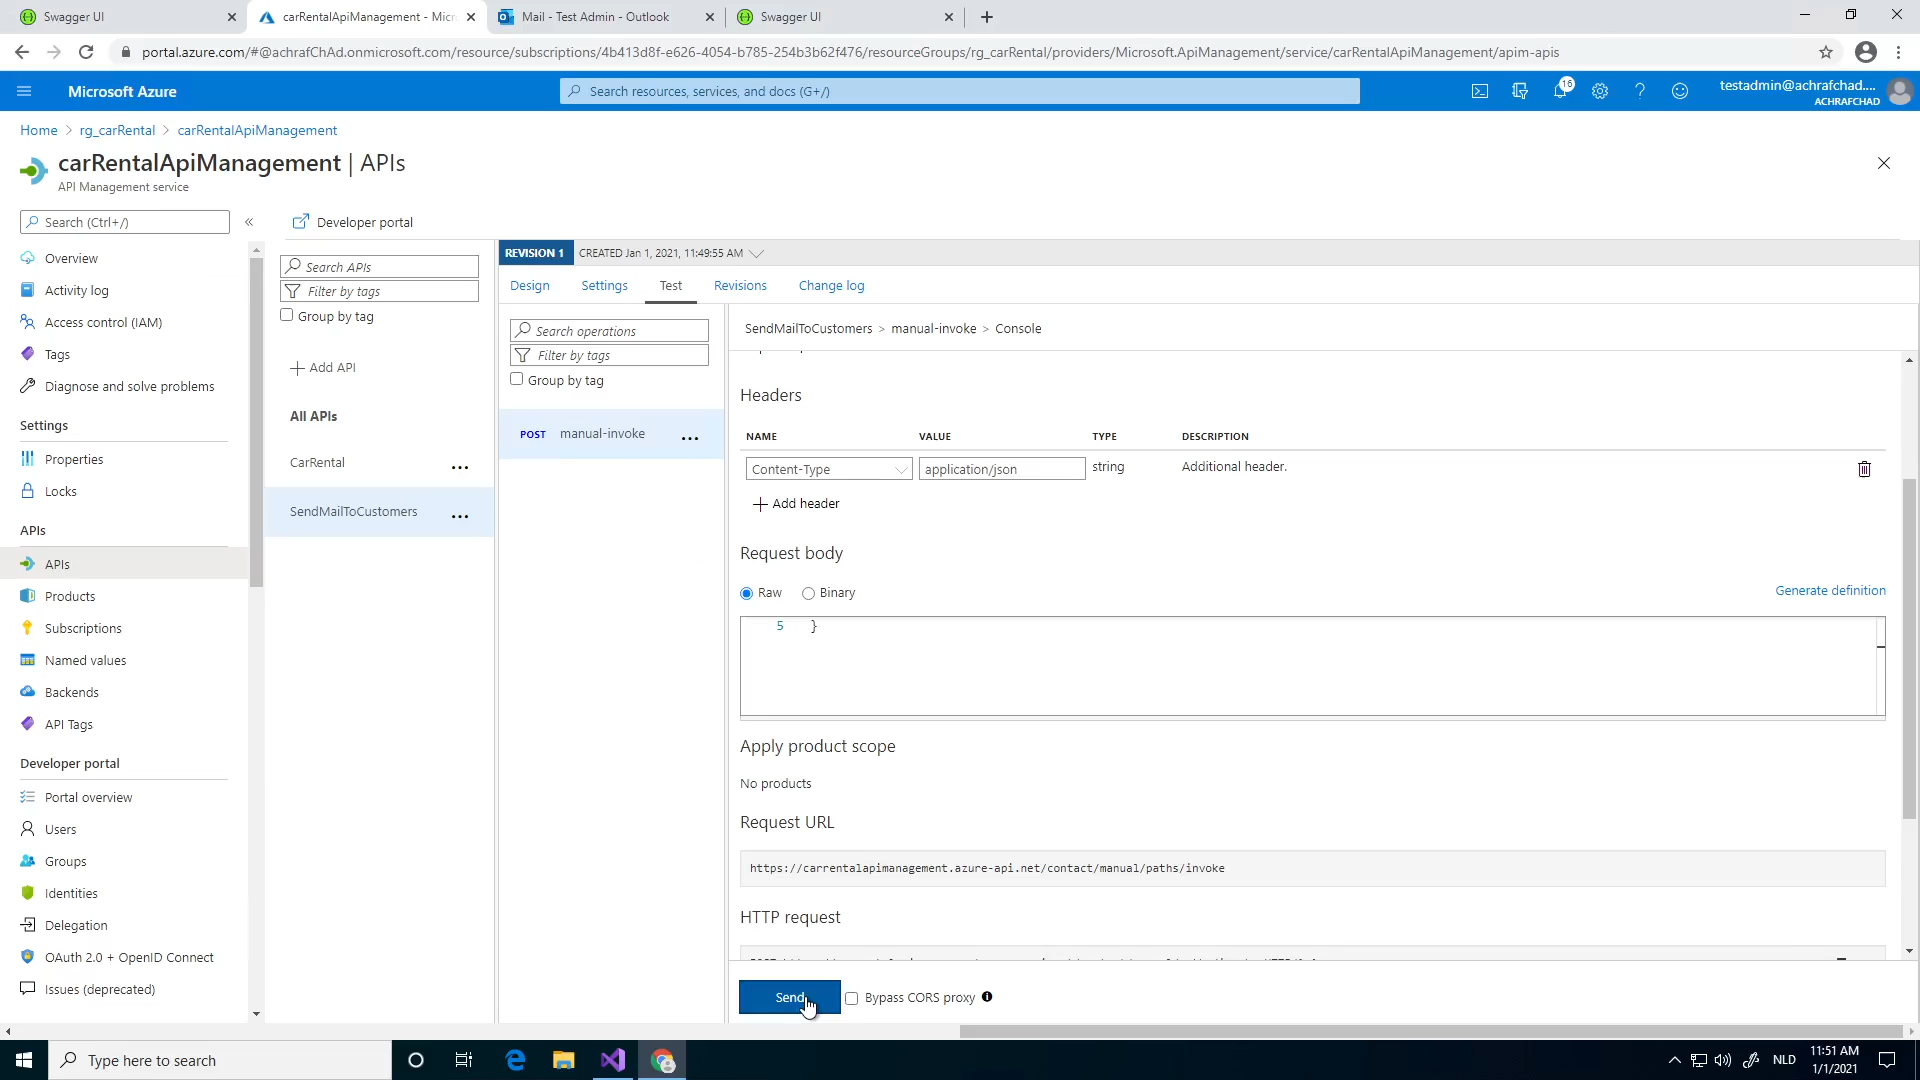 Swagger UI
carRentalApiManagement - Micr
Mail - Test Admin - Outlook
Swagger UI
portal.azure.com/#@achrafChAd.onmicrosoft.com/resource/subscriptions/4b413d8f-e626-4054-b785-254b3b62f476/resourceGroups/rg_carRental/providers/Microsoft.ApiManagement/service/carRentalApiManagement/apim-apis
Microsoft Azure
Search resources, services, and docs (G+/)
16
testadmin@achrafchad....
ACHRAFCHAD
Home > rg_carRental > carRentalApiManagement
carRentalApiManagement | APIs
API Management service
Search (Ctrl+/)
«
Overview
Activity log
Access control (IAM)
Tags
Diagnose and solve problems
Settings
Properties
Locks
APIs
APIs
Products
Subscriptions
Named values
Backends
API Tags
Developer portal
Portal overview
Users
Groups
Identities
Delegation
OAuth 2.0 + OpenID Connect
Issues (deprecated)
Developer portal
Search APIs
Filter by tags
Group by tag
Add API
All APIs
CarRental
...
SendMailToCustomers
...
REVISION 1
CREATED Jan 1, 2021, 11:49:55 AM
Design
Settings
Test
Revisions
Change log
Search operations
Filter by tags
Group by tag
POST
manual-invoke
...
SendMailToCustomers > manual-invoke > Console
Headers
NAME
VALUE
TYPE
DESCRIPTION
Content-Type
application/json
string
Additional header.
Add header
Request body
Raw
Binary
Generate definition
5 }
Apply product scope
No products
Request URL
https://carrentalapimanagement.azure-api.net/contact/manual/paths/invoke
HTTP request
Send
Bypass CORS proxy
Type here to search
NLD
11:51 AM
1/1/2021